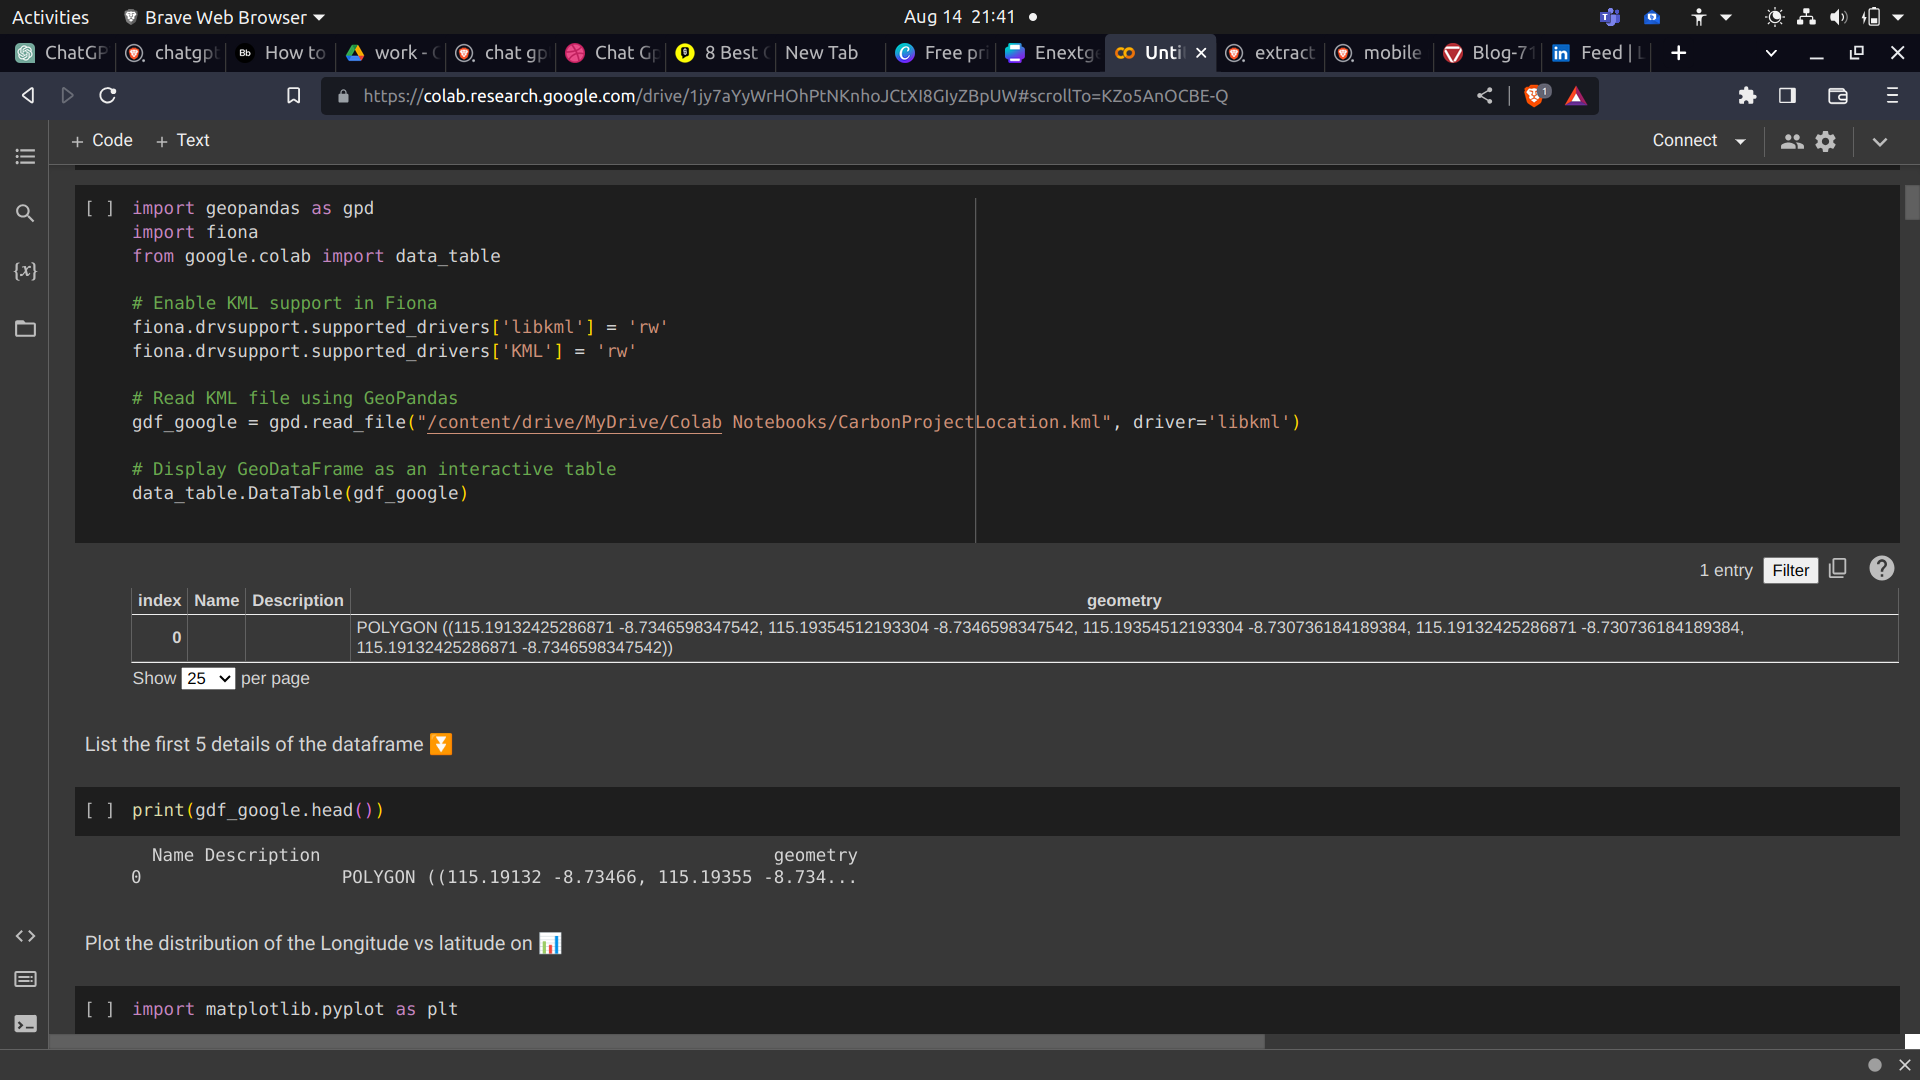 Activities
Brave Web Browser
Aug 14 21:41
ChatGP
chatgpt
Bb
How to
work - G
chat gp
Chat Gp
8 Best C
New Tab
Free pri
Enextge
Unti
extract
mobile
Blog-71
Feed | L
https://colab.research.google.com/drive/1jy7aYyWrHOhPtNKnhoJCtXI8GIyZBpUW#scrollTo=KZo5AnOCBE-Q
1
+ Code + Text
Connect
{x}
[ ] import geopandas as gpd
import fiona
from google.colab import data_table
# Enable KML support in Fiona
fiona.drvsupport.supported_drivers['libkml'] = 'rw'
fiona.drvsupport.supported_drivers['KML'] = 'rw'
# Read KML file using GeoPandas
gdf_google = gpd.read_file("/content/drive/MyDrive/Colab Notebooks/CarbonProjectLocation.kml", driver='libkml')
# Display GeoDataFrame as an interactive table
data_table.DataTable(gdf_google)
1 entry Filter
index Name Description geometry
0 POLYGON ((115.19132425286871 -8.7346598347542, 115.19354512193304 -8.7346598347542, 115.19354512193304 -8.730736184189384, 115.19132425286871 -8.730736184189384,
115.19132425286871 -8.7346598347542))
Show 25 per page
List the first 5 details of the dataframe ⏬
[ ] print(gdf_google.head())
Name Description geometry
0 POLYGON ((115.19132 -8.73466, 115.19355 -8.734...
Plot the distribution of the Longitude vs latitude on 📊
[ ] import matplotlib.pyplot as plt